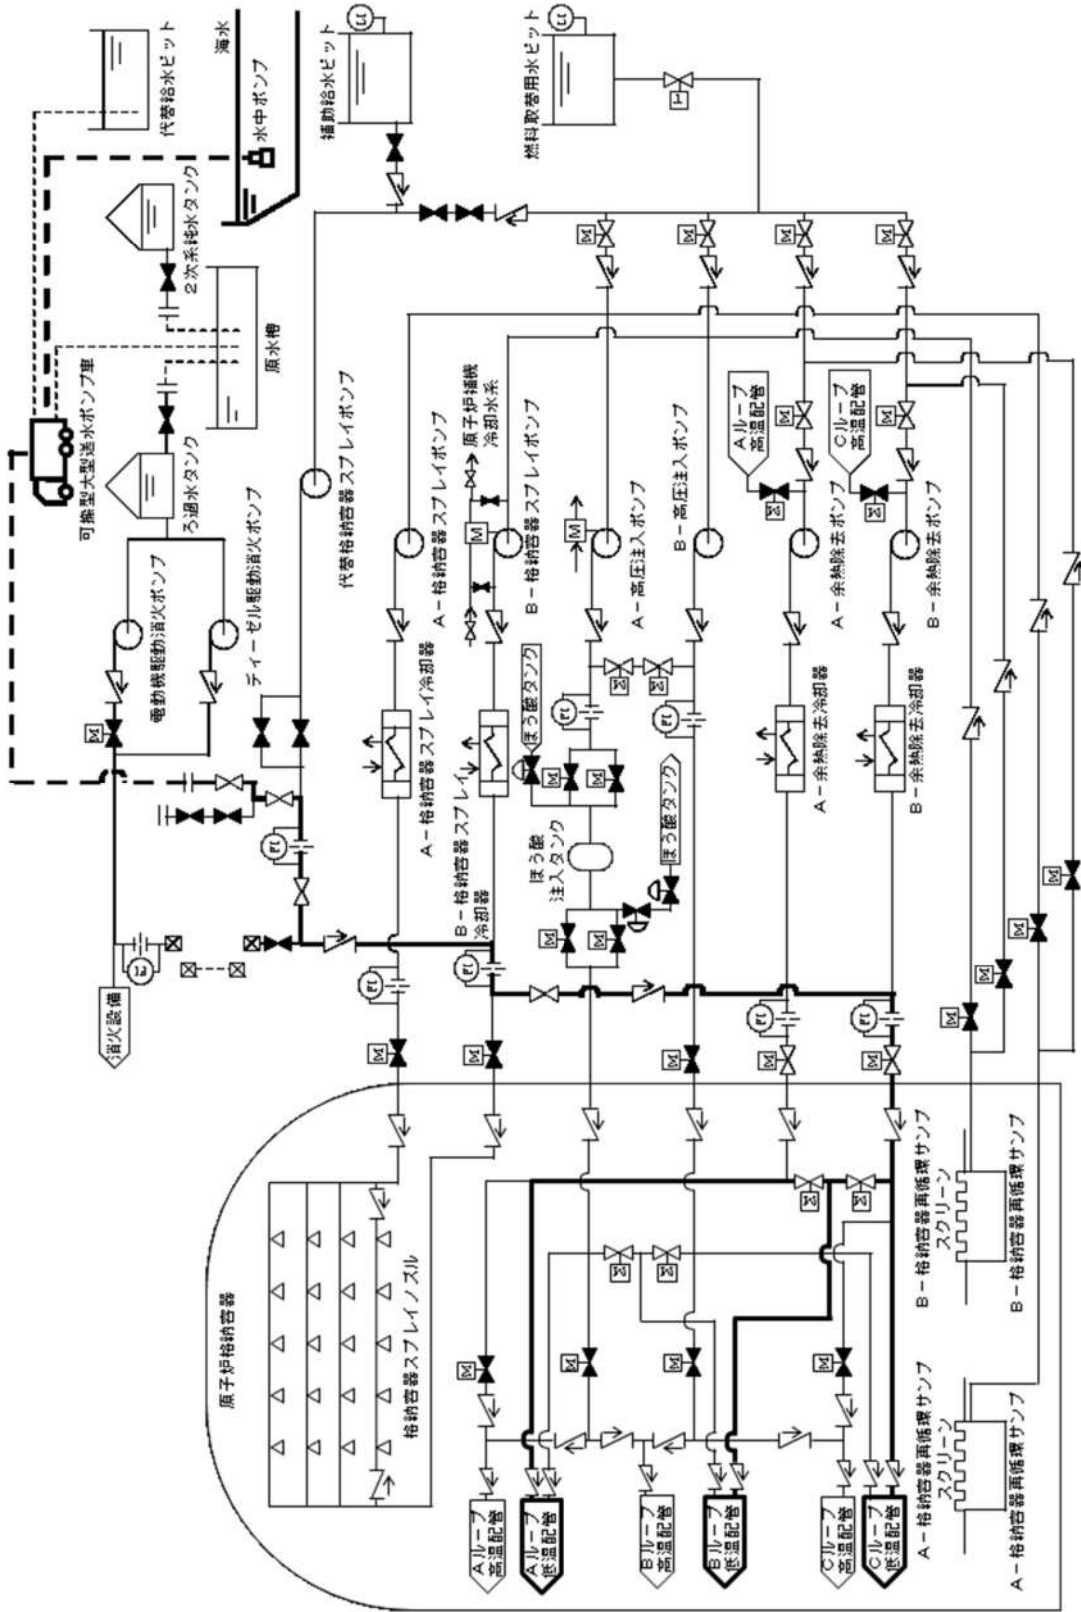 原子炉格納容器
格納容器スプレイノズル
Aループ
高温配管
Aループ
低温配管
Bループ
高温配管
Bループ
低温配管
Cループ
高温配管
Cループ
低温配管
A-格納容器再循環サンプ
スクリーン
A-格納容器再循環サンプ
B-格納容器再循環サンプ
スクリーン
B-格納容器再循環サンプ
消火設備
電動機駆動消火ポンプ
ディーゼル駆動消火ポンプ
可搬型大型送水ポンプ車
ろ過水タンク
2次系純水タンク
原水槽
代替給水ピット
海水
水中ポンプ
補助給水ピット
燃料取替用水ピット
代替格納容器スプレイポンプ
A-格納容器スプレイポンプ
A-格納容器スプレイ冷却器
原子炉補機
冷却水系
B-格納容器スプレイポンプ
B-格納容器スプレイ
冷却器
ほう酸タンク
ほう酸
注入タンク
ほう酸タンク
A-高圧注入ポンプ
B-高圧注入ポンプ
Aループ
高温配管
Cループ
高温配管
A-余熱除去ポンプ
A-余熱除去冷却器
B-余熱除去ポンプ
B-余熱除去冷却器